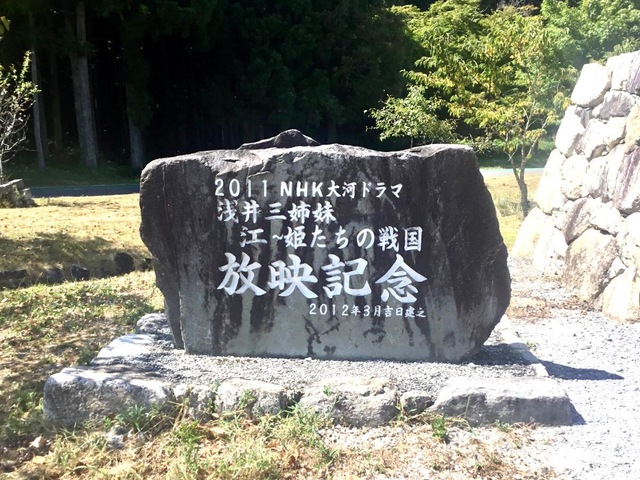 2011 NHK大河ドラマ
浅井三姉妹
江~姫たちの戦国
放映記念
2012年3月吉日建之